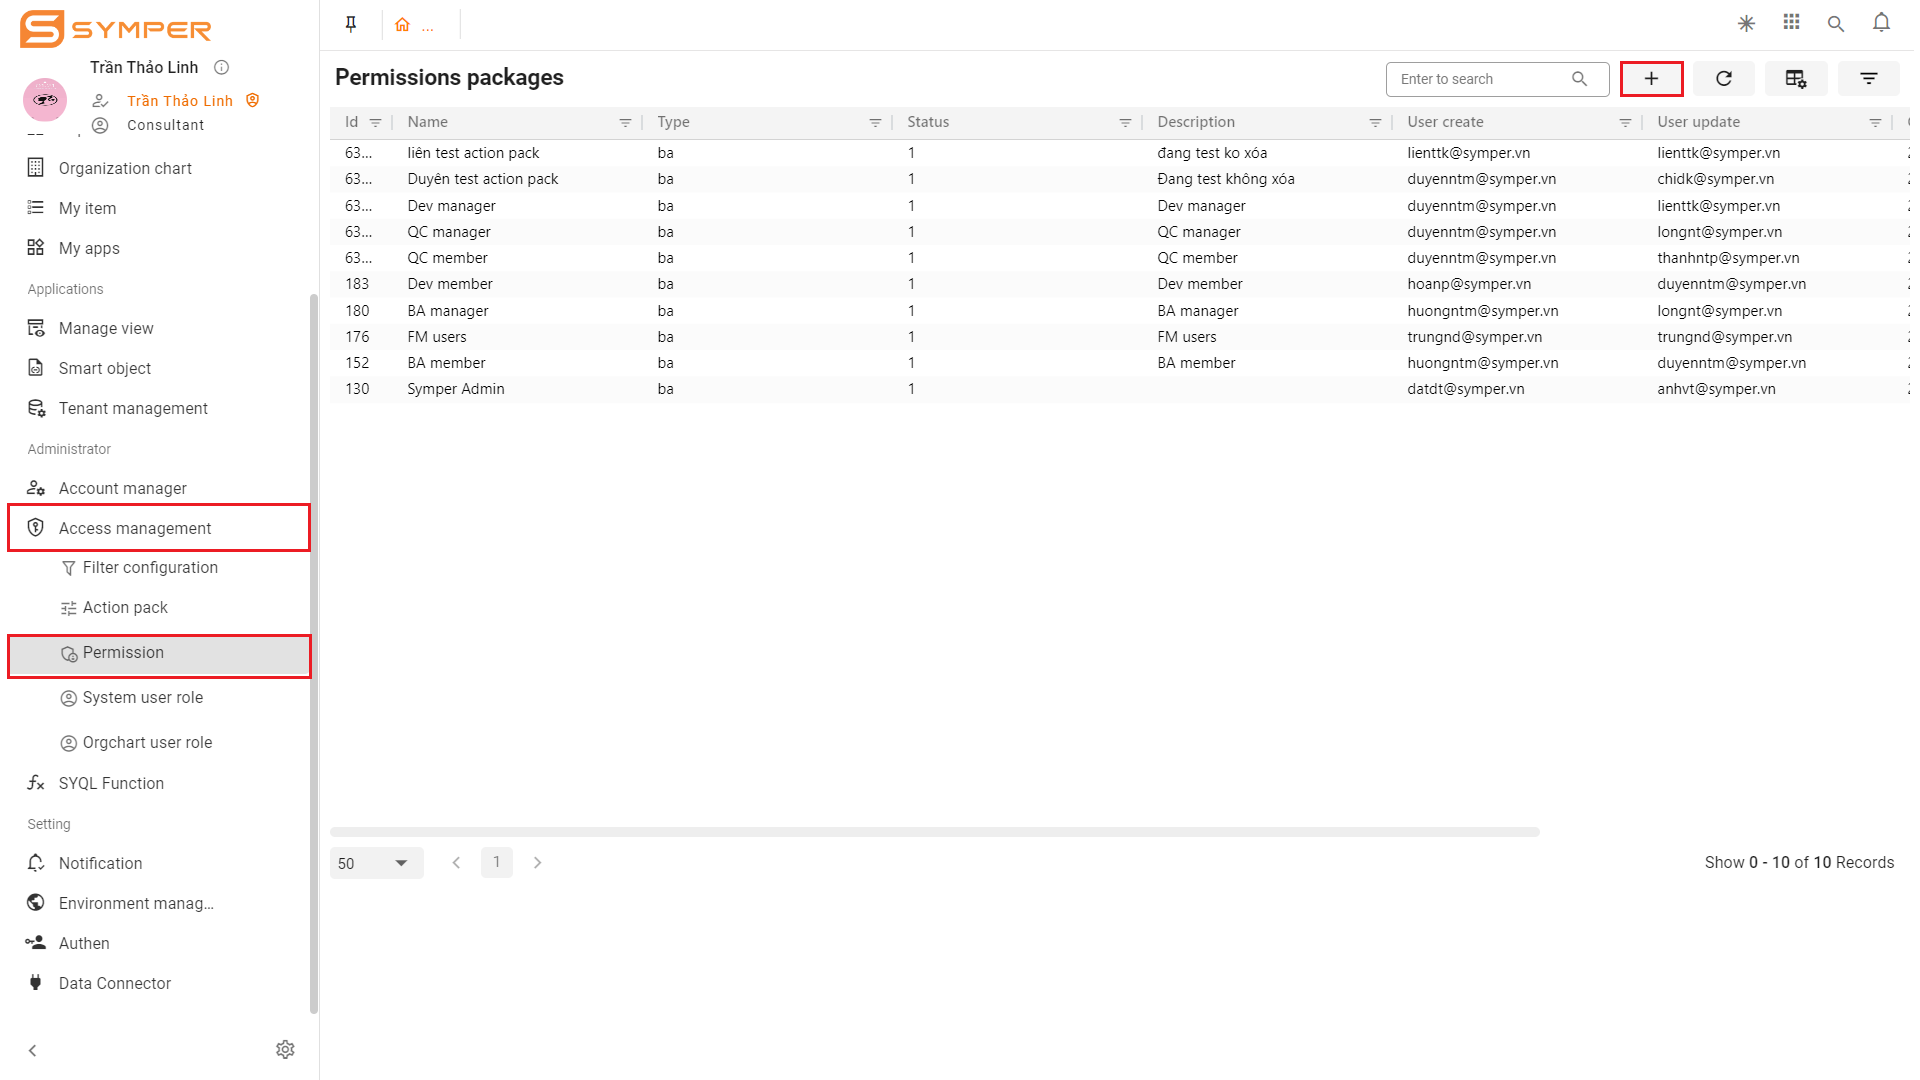 SYMPER
Trần Thảo Linh
Trần Thảo Linh
Consultant
Organization chart
My item
My apps
Applications
Manage view
Smart object
Tenant management
Administrator
Account manager
Access management
Filter configuration
Action pack
Permission
System user role
Orgchart user role
SYQL Function
Setting
Notification
Environment manag...
Authen
Data Connector
...
Permissions packages
Enter to search
Id Name Type Status Description User create User update
63... liên test action pack ba 1 đang test ko xóa lienttk@symper.vn lienttk@symper.vn
63... Duyên test action pack ba 1 Đang test không xóa duyenntm@symper.vn chidk@symper.vn
63... Dev manager ba 1 Dev manager duyenntm@symper.vn lienttk@symper.vn
63... QC manager ba 1 QC manager duyenntm@symper.vn longnt@symper.vn
63... QC member ba 1 QC member duyenntm@symper.vn thanhntp@symper.vn
183 Dev member ba 1 Dev member hoanp@symper.vn duyenntm@symper.vn
180 BA manager ba 1 BA manager huongntm@symper.vn longnt@symper.vn
176 FM users ba 1 FM users trungnd@symper.vn trungnd@symper.vn
152 BA member ba 1 BA member huongntm@symper.vn duyenntm@symper.vn
130 Symper Admin ba 1 datdt@symper.vn anhvt@symper.vn
50 1 Show 0 - 10 of 10 Records